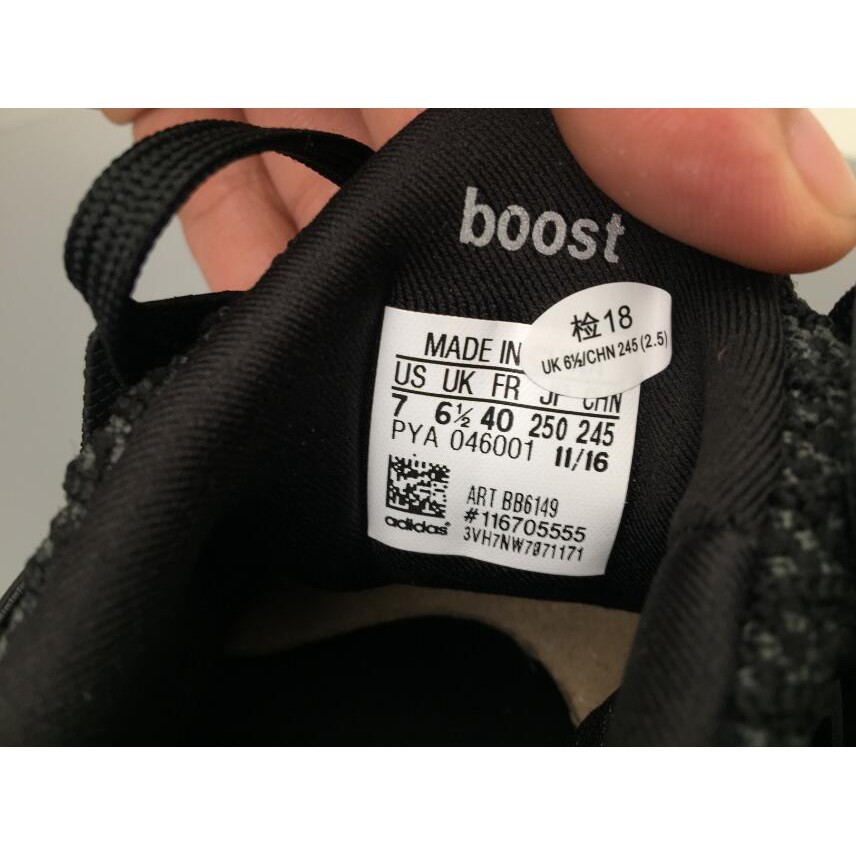 boost
检18
UK 6½/CHN 245 (2.5)
MADE IN
US UK FR JP CHN
7 6½ 40 250 245
PYA 046001 11/16
ART BB6149
#116705555
adidas